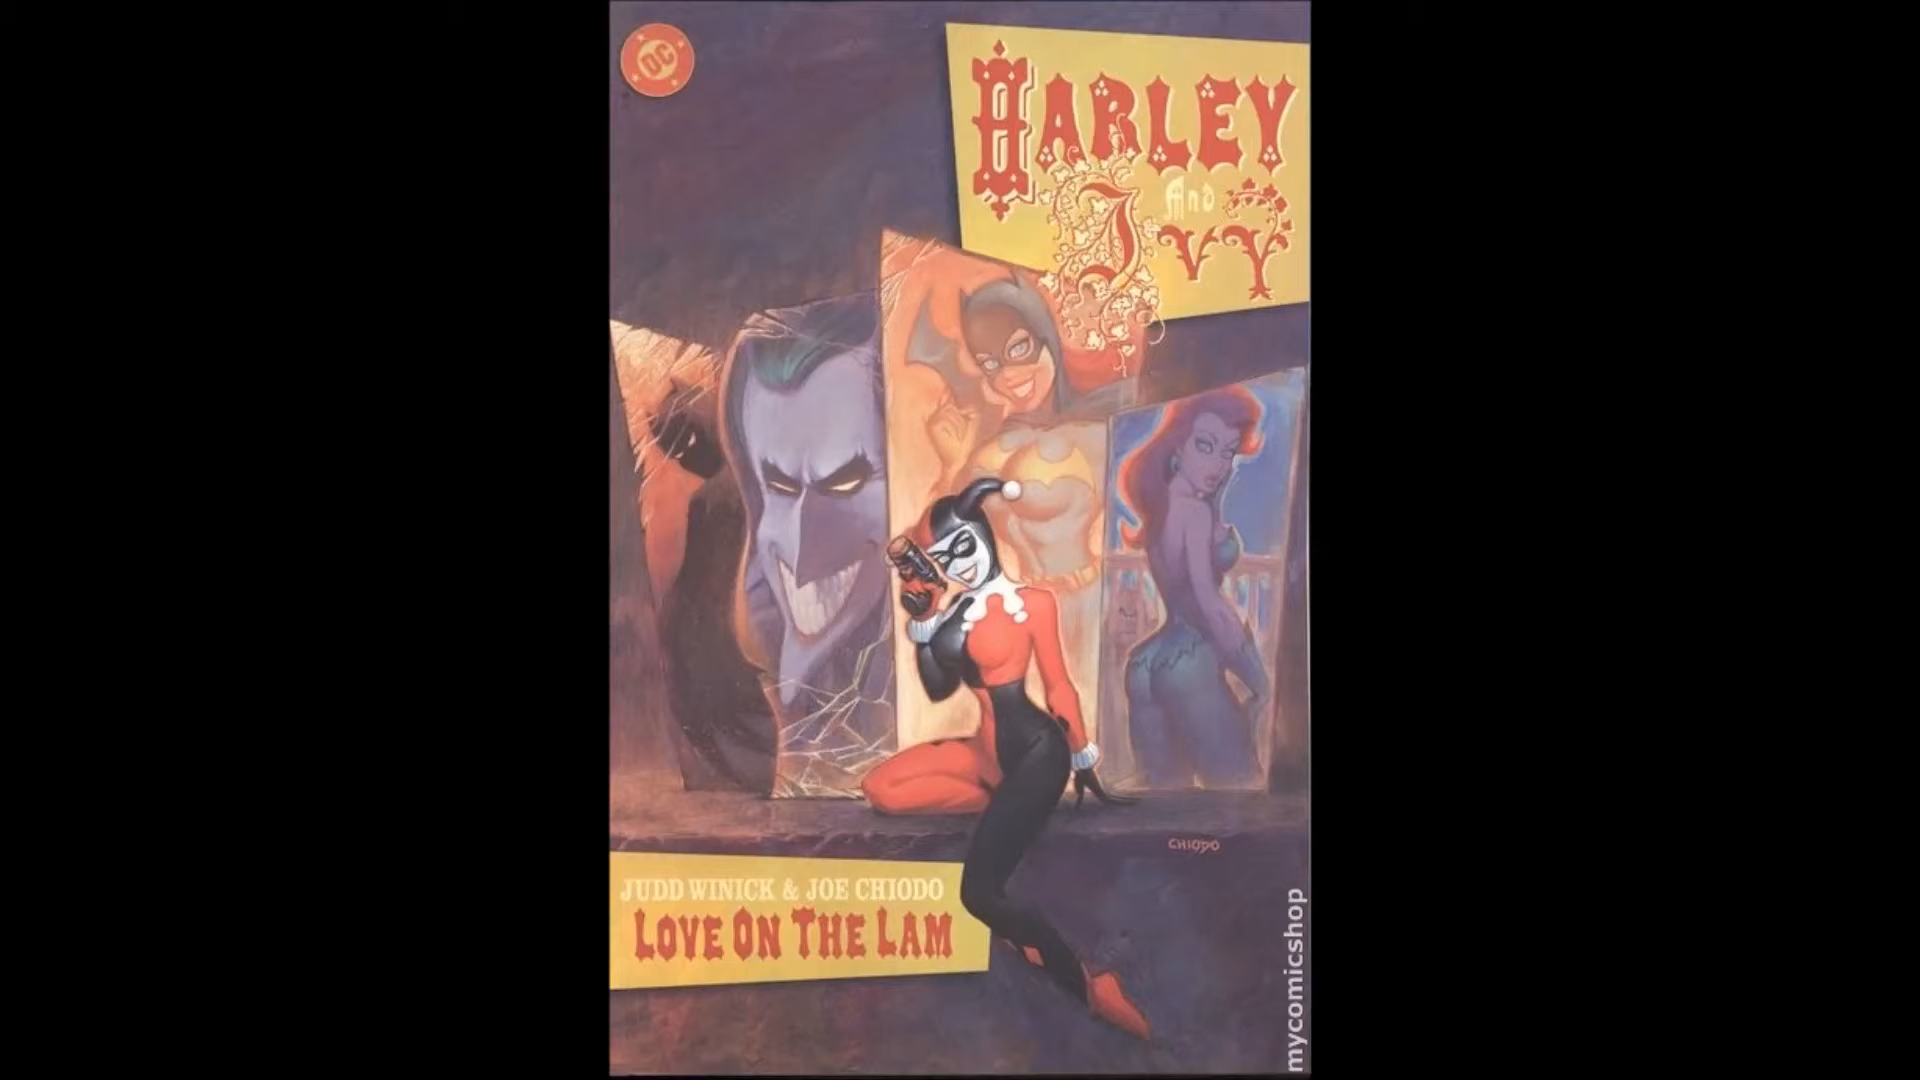 DC
HARLEY
And
IVY
CHIODO
JUDD WINICK & JOE CHIODO
LOVE ON THE LAM
mycomicshop